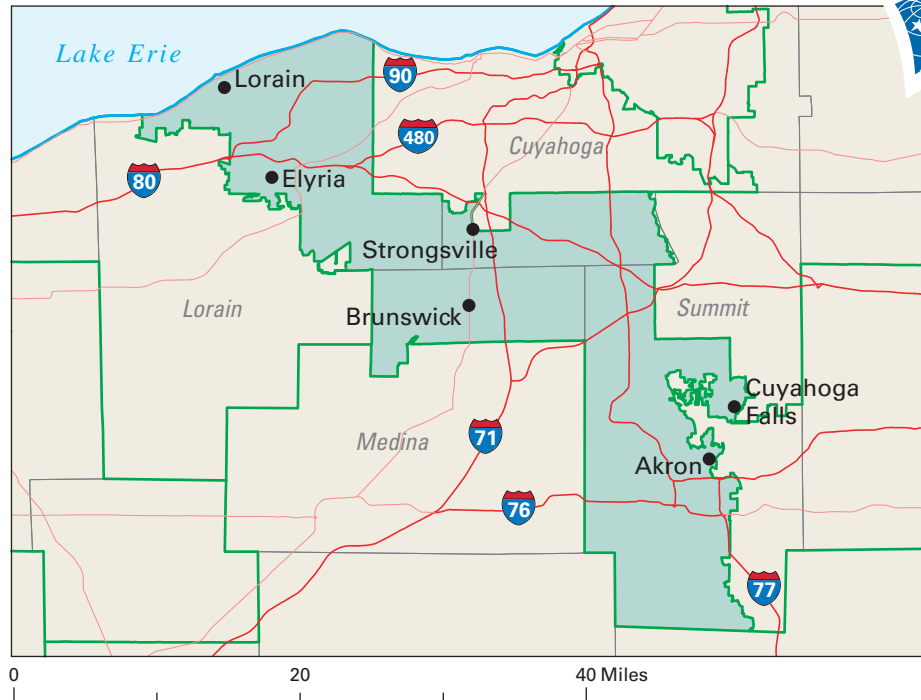 Lake Erie
Lorain
90
480
Cuyahoga
80
Elyria
Strongsville
Lorain
Brunswick
Summit
Cuyahoga
Falls
Medina
71
Akron
76
77
0
20
40 Miles